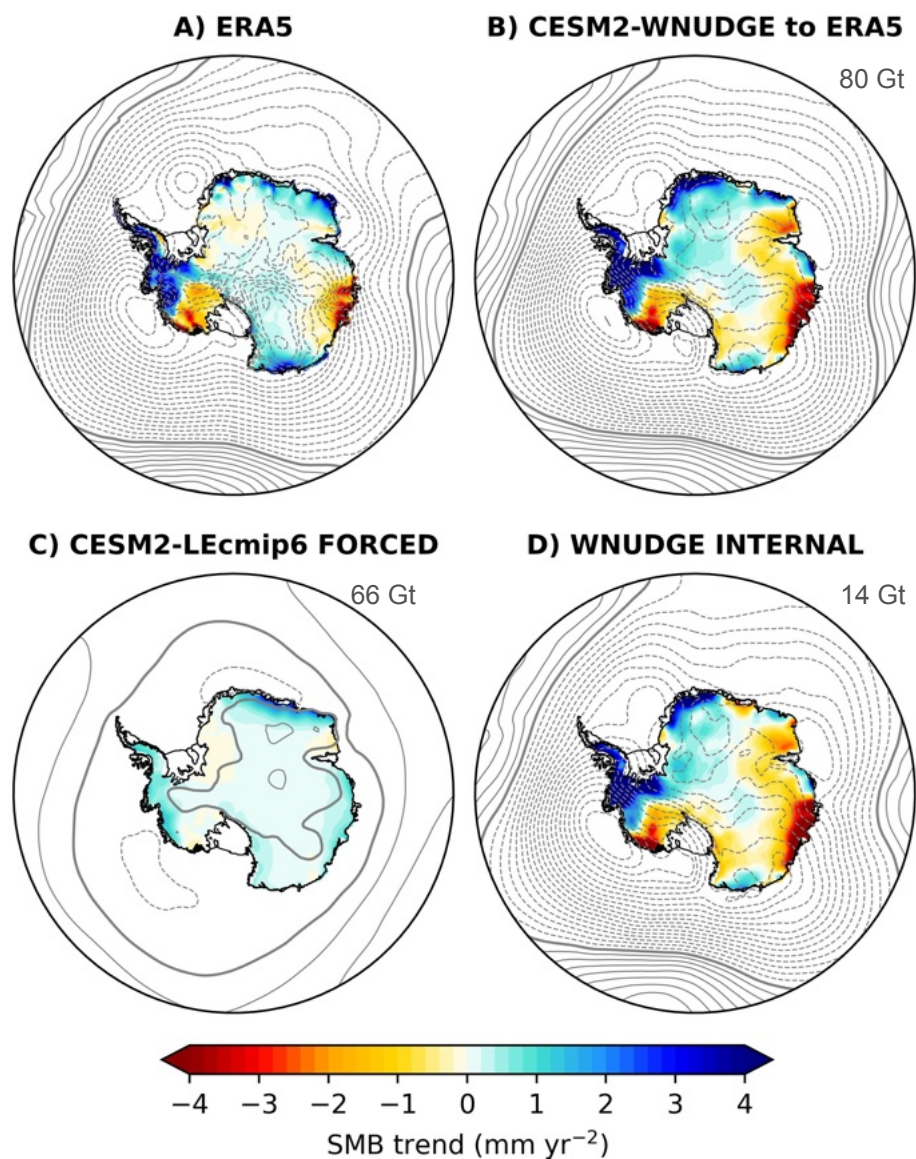 A) ERA5
B) CESM2-WNUDGE to ERA5
80 Gt
C) CESM2-LEcmip6 FORCED
D) WNUDGE INTERNAL
66 Gt
14 Gt
−4 −3 −2 −1 0 1 2 3 4
SMB trend (mm yr⁻²)